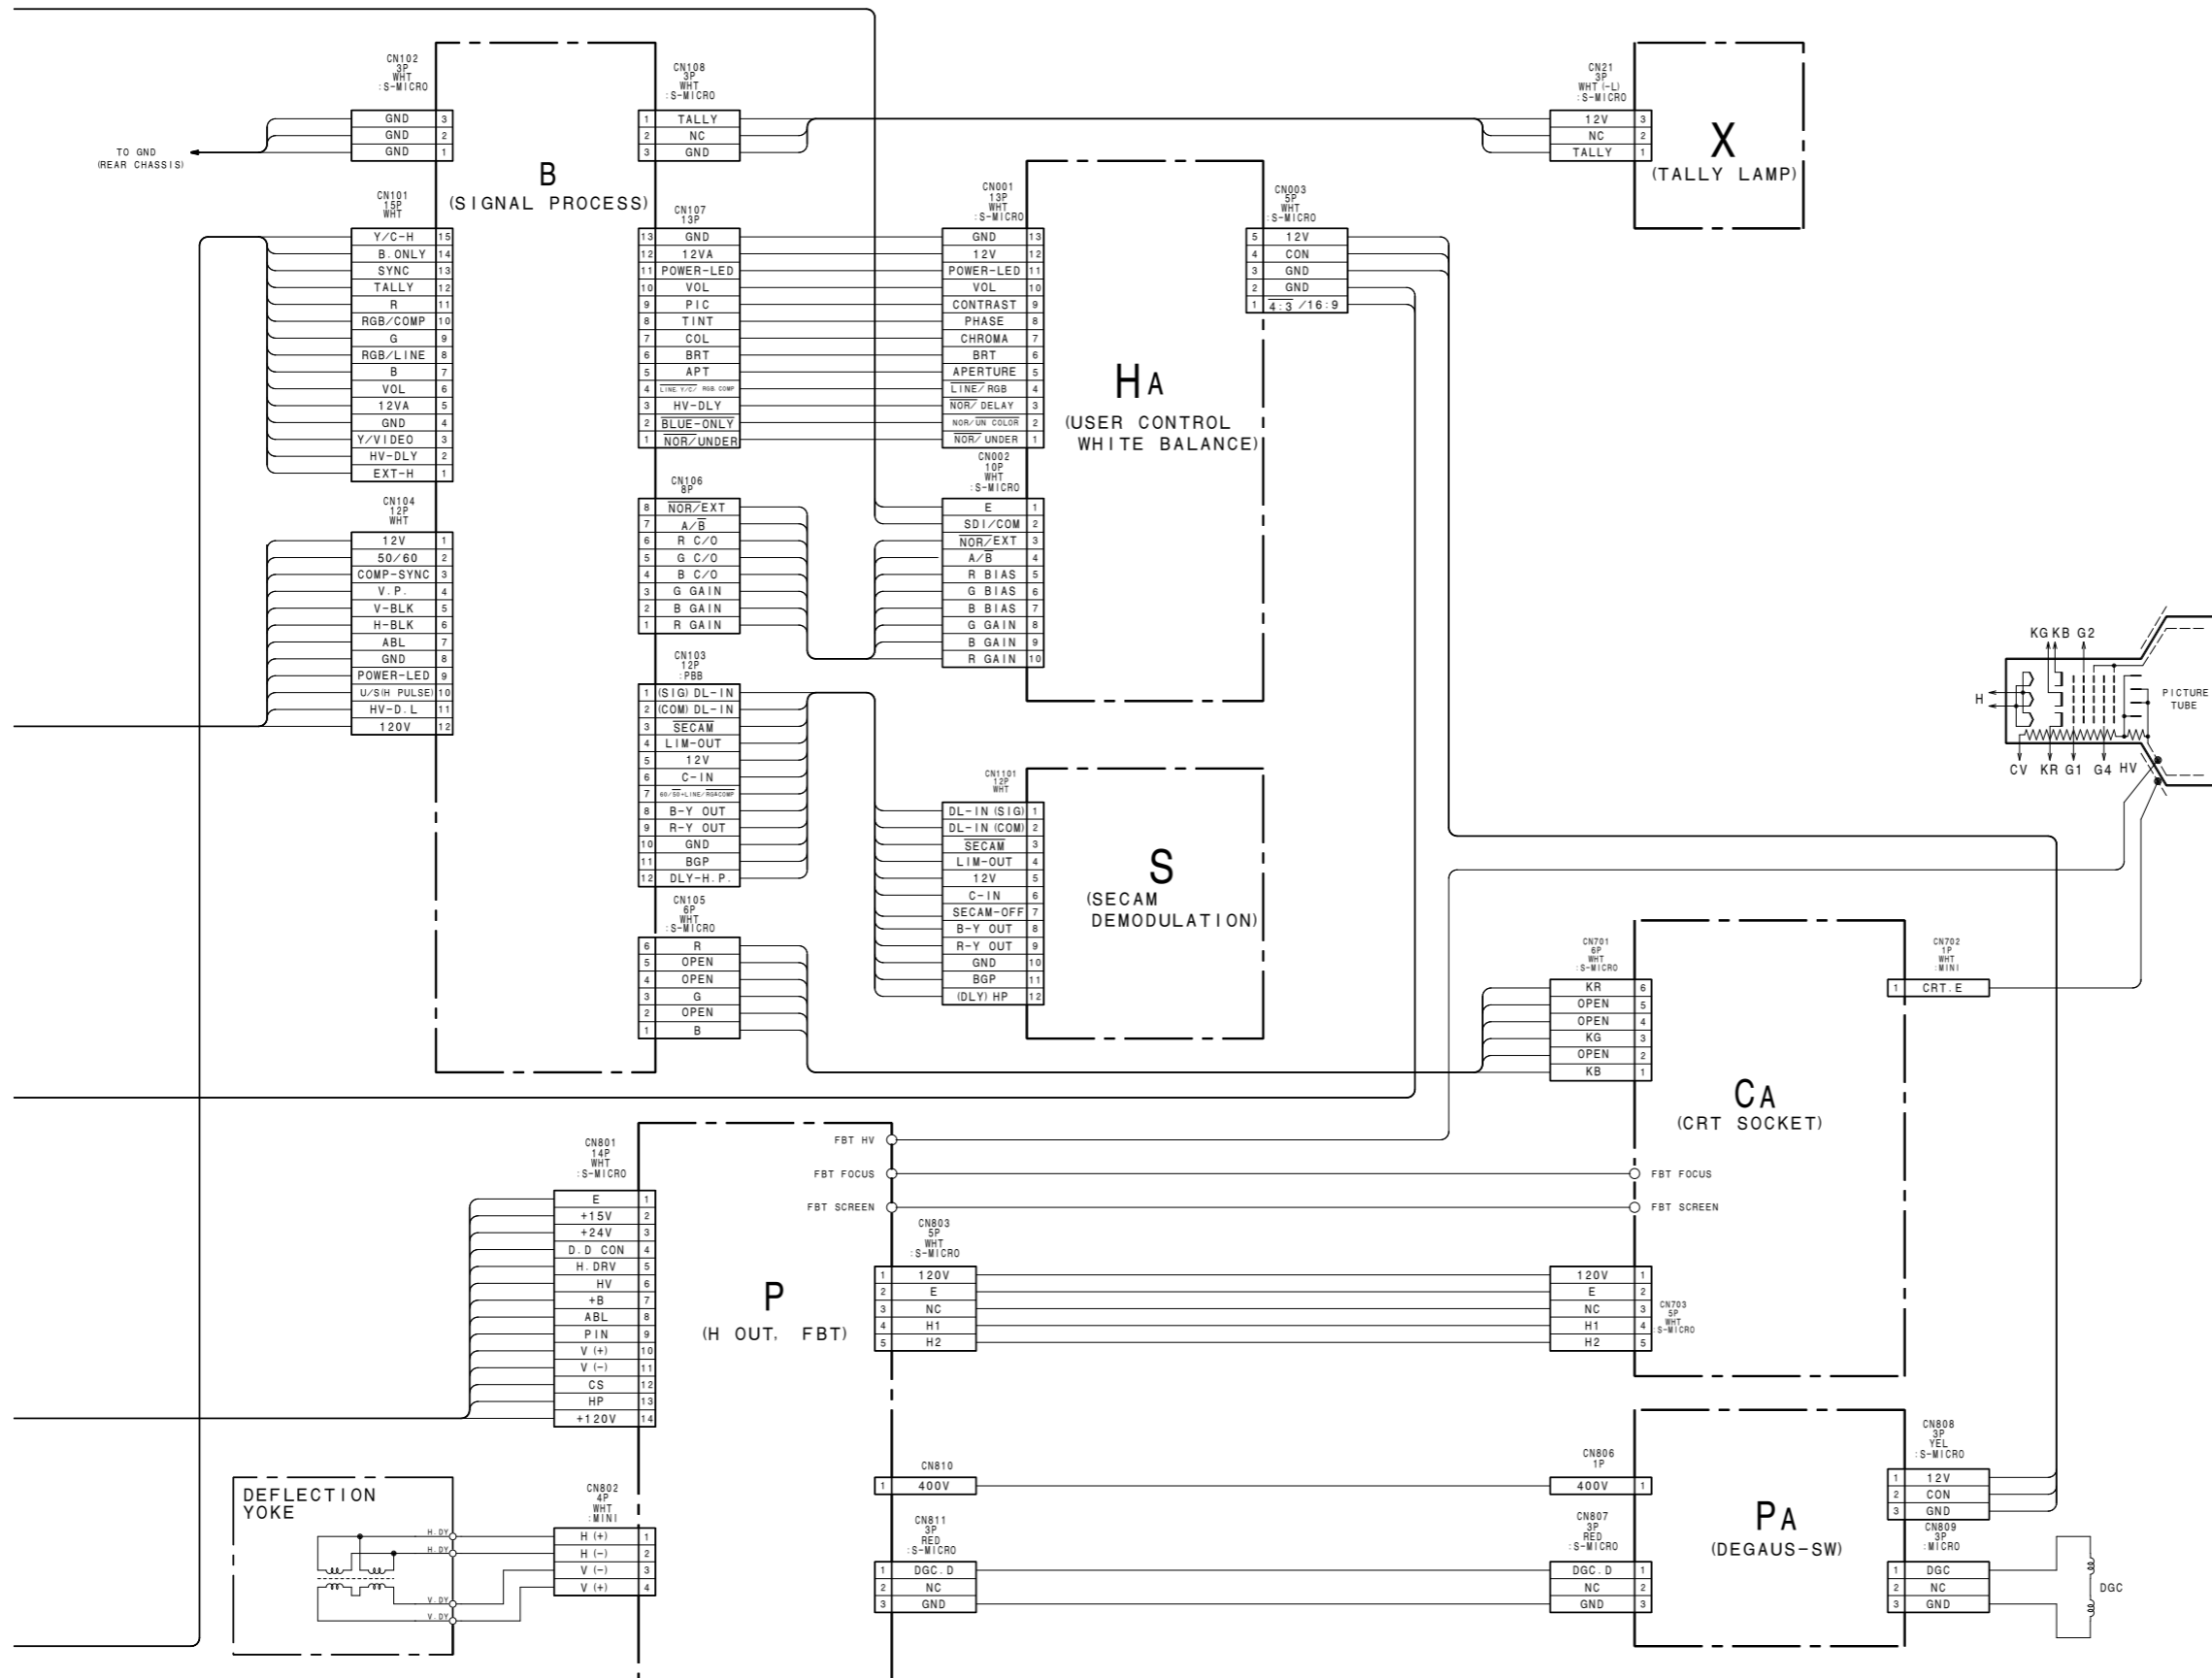 CN102
3P
WHT
:S-MICRO
GND 3
GND 2
GND 1
TO GND
(REAR CHASSIS)
B
(SIGNAL PROCESS)
CN108
3P
WHT
:S-MICRO
1 TALLY
2 NC
3 GND
CN21
3P
WHT (-L)
:S-MICRO
12V 3
NC 2
TALLY 1
X
(TALLY LAMP)
CN101
15P
WHT
Y/C-H 15
B.ONLY 14
SYNC 13
TALLY 12
R 11
RGB/COMP 10
G 9
RGB/LINE 8
B 7
VOL 6
12VA 5
GND 4
Y/VIDEO 3
HV-DLY 2
EXT-H 1
CN107
13P
13 GND
12 12VA
11 POWER-LED
10 VOL
9 PIC
8 TINT
7 COL
6 BRT
5 APT
4 LINE.Y/C/ RGB.COMP
3 HV-DLY
2 BLUE-ONLY
1 NOR/UNDER
CN001
13P
WHT
:S-MICRO
GND 13
12V 12
POWER-LED 11
VOL 10
CONTRAST 9
PHASE 8
CHROMA 7
BRT 6
APERTURE 5
LINE/RGB 4
NOR/DELAY 3
NOR/UN COLOR 2
NOR/UNDER 1
CN003
5P
WHT
:S-MICRO
5 12V
4 CON
3 GND
2 GND
1 4:3 /16:9
HA
(USER CONTROL
WHITE BALANCE)
CN104
12P
WHT
12V 1
50/60 2
COMP-SYNC 3
V.P. 4
V-BLK 5
H-BLK 6
ABL 7
GND 8
POWER-LED 9
U/S(H PULSE) 10
HV-D.L 11
120V 12
CN106
8P
8 NOR/EXT
7 A/B
6 R C/O
5 G C/O
4 B C/O
3 G GAIN
2 B GAIN
1 R GAIN
CN002
10P
WHT
:S-MICRO
E 1
SDI/COM 2
NOR/EXT 3
A/B 4
R BIAS 5
G BIAS 6
B BIAS 7
G GAIN 8
B GAIN 9
R GAIN 10
CN103
12P
:PBB
1 (SIG) DL-IN
2 (COM) DL-IN
3 SECAM
4 LIM-OUT
5 12V
6 C-IN
7
8 B-Y OUT
9 R-Y OUT
10 GND
11 BGP
12 DLY-H.P.
CN1101
12P
WHT
DL-IN (SIG) 1
DL-IN (COM) 2
SECAM 3
LIM-OUT 4
12V 5
C-IN 6
SECAM-OFF 7
B-Y OUT 8
R-Y OUT 9
GND 10
BGP 11
(DLY) HP 12
S
(SECAM
DEMODULATION)
KG KB G2
H
PICTURE
TUBE
CV KR G1 G4 HV
CN105
6P
WHT
:S-MICRO
6 R
5 OPEN
4 OPEN
3 G
2 OPEN
1 B
CN701
6P
WHT
:S-MICRO
KR 6
OPEN 5
OPEN 4
KG 3
OPEN 2
KB 1
CN702
1P
WHT
:MINI
1 CRT.E
CA
(CRT SOCKET)
FBT HV
FBT FOCUS
FBT SCREEN
FBT FOCUS
FBT SCREEN
CN801
14P
WHT
:S-MICRO
E 1
+15V 2
+24V 3
D.D CON 4
H.DRV 5
HV 6
+B 7
ABL 8
PIN 9
V (+) 10
V (-) 11
CS 12
HP 13
+120V 14
P
(H OUT, FBT)
CN803
5P
WHT
:S-MICRO
1 120V
2 E
3 NC
4 H1
5 H2
120V 1
E 2
NC 3
H1 4
H2 5
CN703
5P
WHT
:S-MICRO
DEFLECTION
YOKE
H.DY
H.DY
V.DY
V.DY
CN802
4P
WHT
:MINI
H (+) 1
H (-) 2
V (-) 3
V (+) 4
CN810
1 400V
CN811
3P
RED
:S-MICRO
1 DGC.D
2 NC
3 GND
CN806
1P
400V 1
CN807
3P
RED
:S-MICRO
DGC.D 1
NC 2
GND 3
PA
(DEGAUS-SW)
CN808
3P
YEL
:S-MICRO
1 12V
2 CON
3 GND
CN809
3P
:MICRO
1 DGC
2 NC
3 GND
DGC